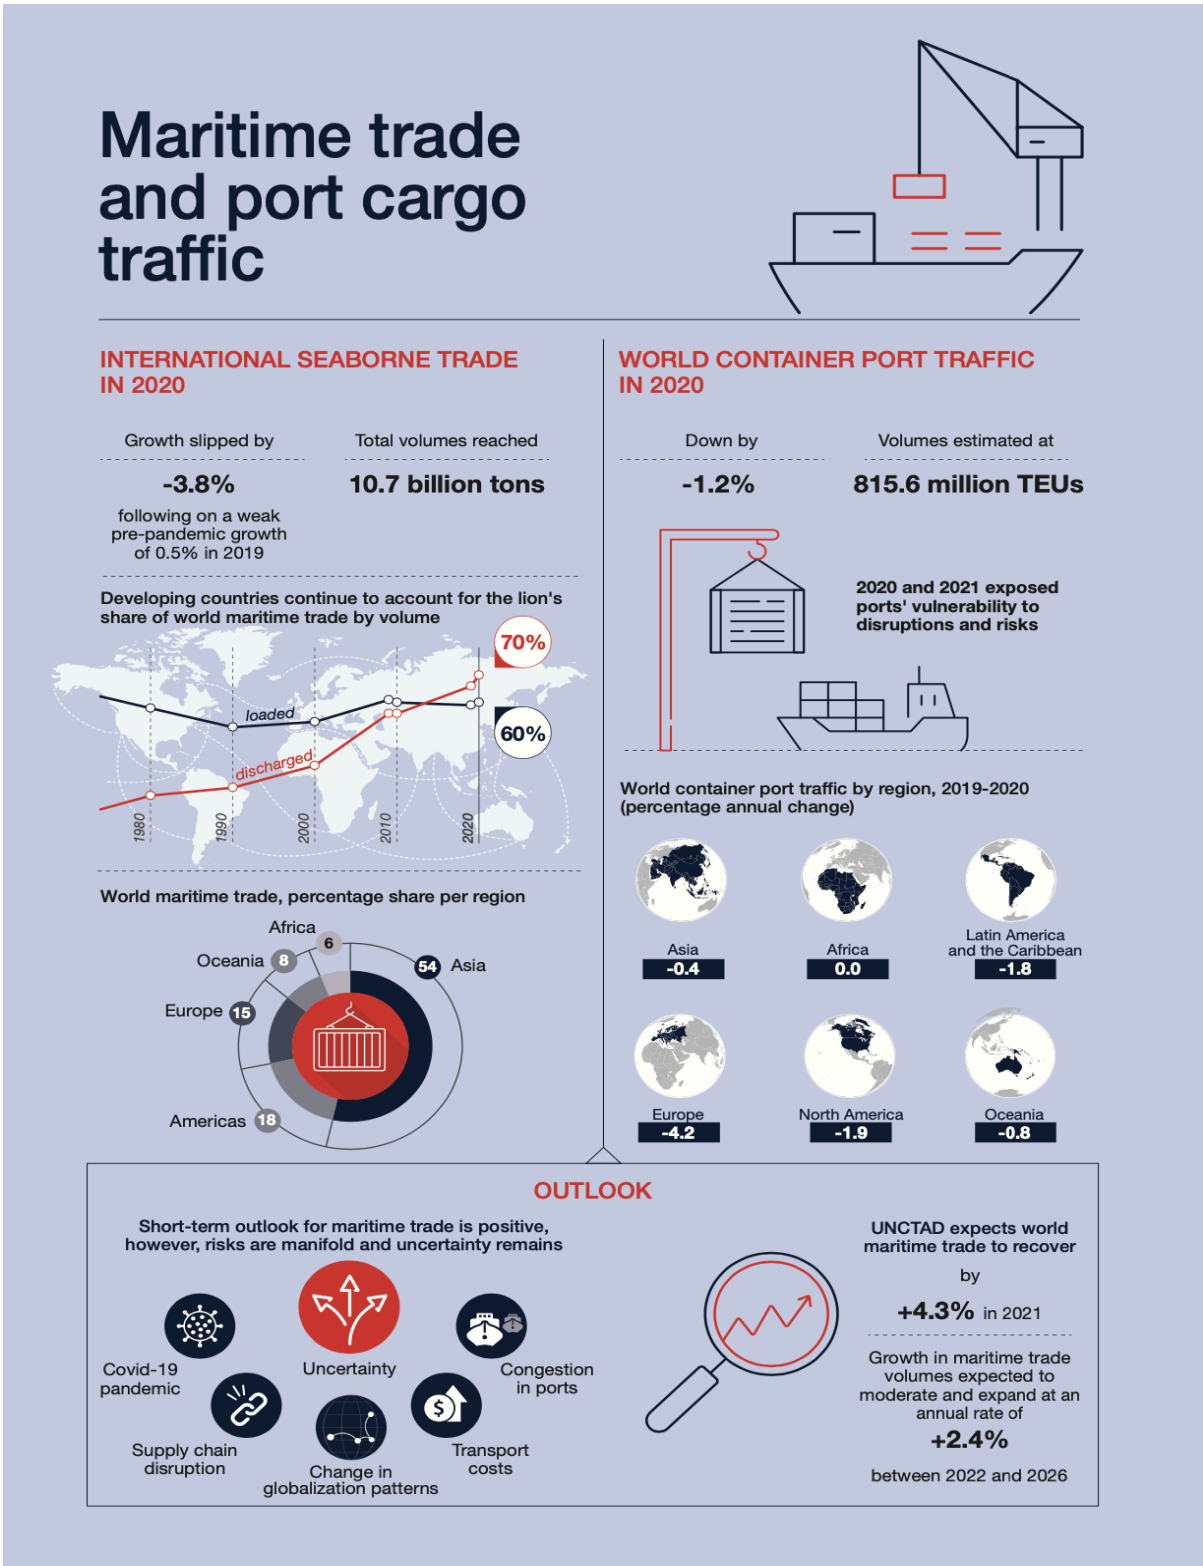 Maritime trade
and port cargo
traffic
INTERNATIONAL SEABORNE TRADE
IN 2020
Growth slipped by
-3.8%
following on a weak
pre-pandemic growth
of 0.5% in 2019
Total volumes reached
10.7 billion tons
Developing countries continue to account for the lion's
share of world maritime trade by volume
70%
loaded
60%
discharged
1980
1990
2000
2010
2020
World maritime trade, percentage share per region
Africa
6
Oceania
8
54
Asia
Europe
15
Americas
18
WORLD CONTAINER PORT TRAFFIC
IN 2020
Down by
-1.2%
Volumes estimated at
815.6 million TEUs
2020 and 2021 exposed
ports' vulnerability to
disruptions and risks
World container port traffic by region, 2019-2020
(percentage annual change)
Asia
-0.4
Africa
0.0
Latin America
and the Caribbean
-1.8
Europe
-4.2
North America
-1.9
Oceania
-0.8
OUTLOOK
Short-term outlook for maritime trade is positive,
however, risks are manifold and uncertainty remains
Covid-19
pandemic
Uncertainty
Congestion
in ports
Supply chain
disruption
$
Change in
globalization patterns
Transport
costs
UNCTAD expects world
maritime trade to recover
by
+4.3% in 2021
Growth in maritime trade
volumes expected to
moderate and expand at an
annual rate of
+2.4%
between 2022 and 2026